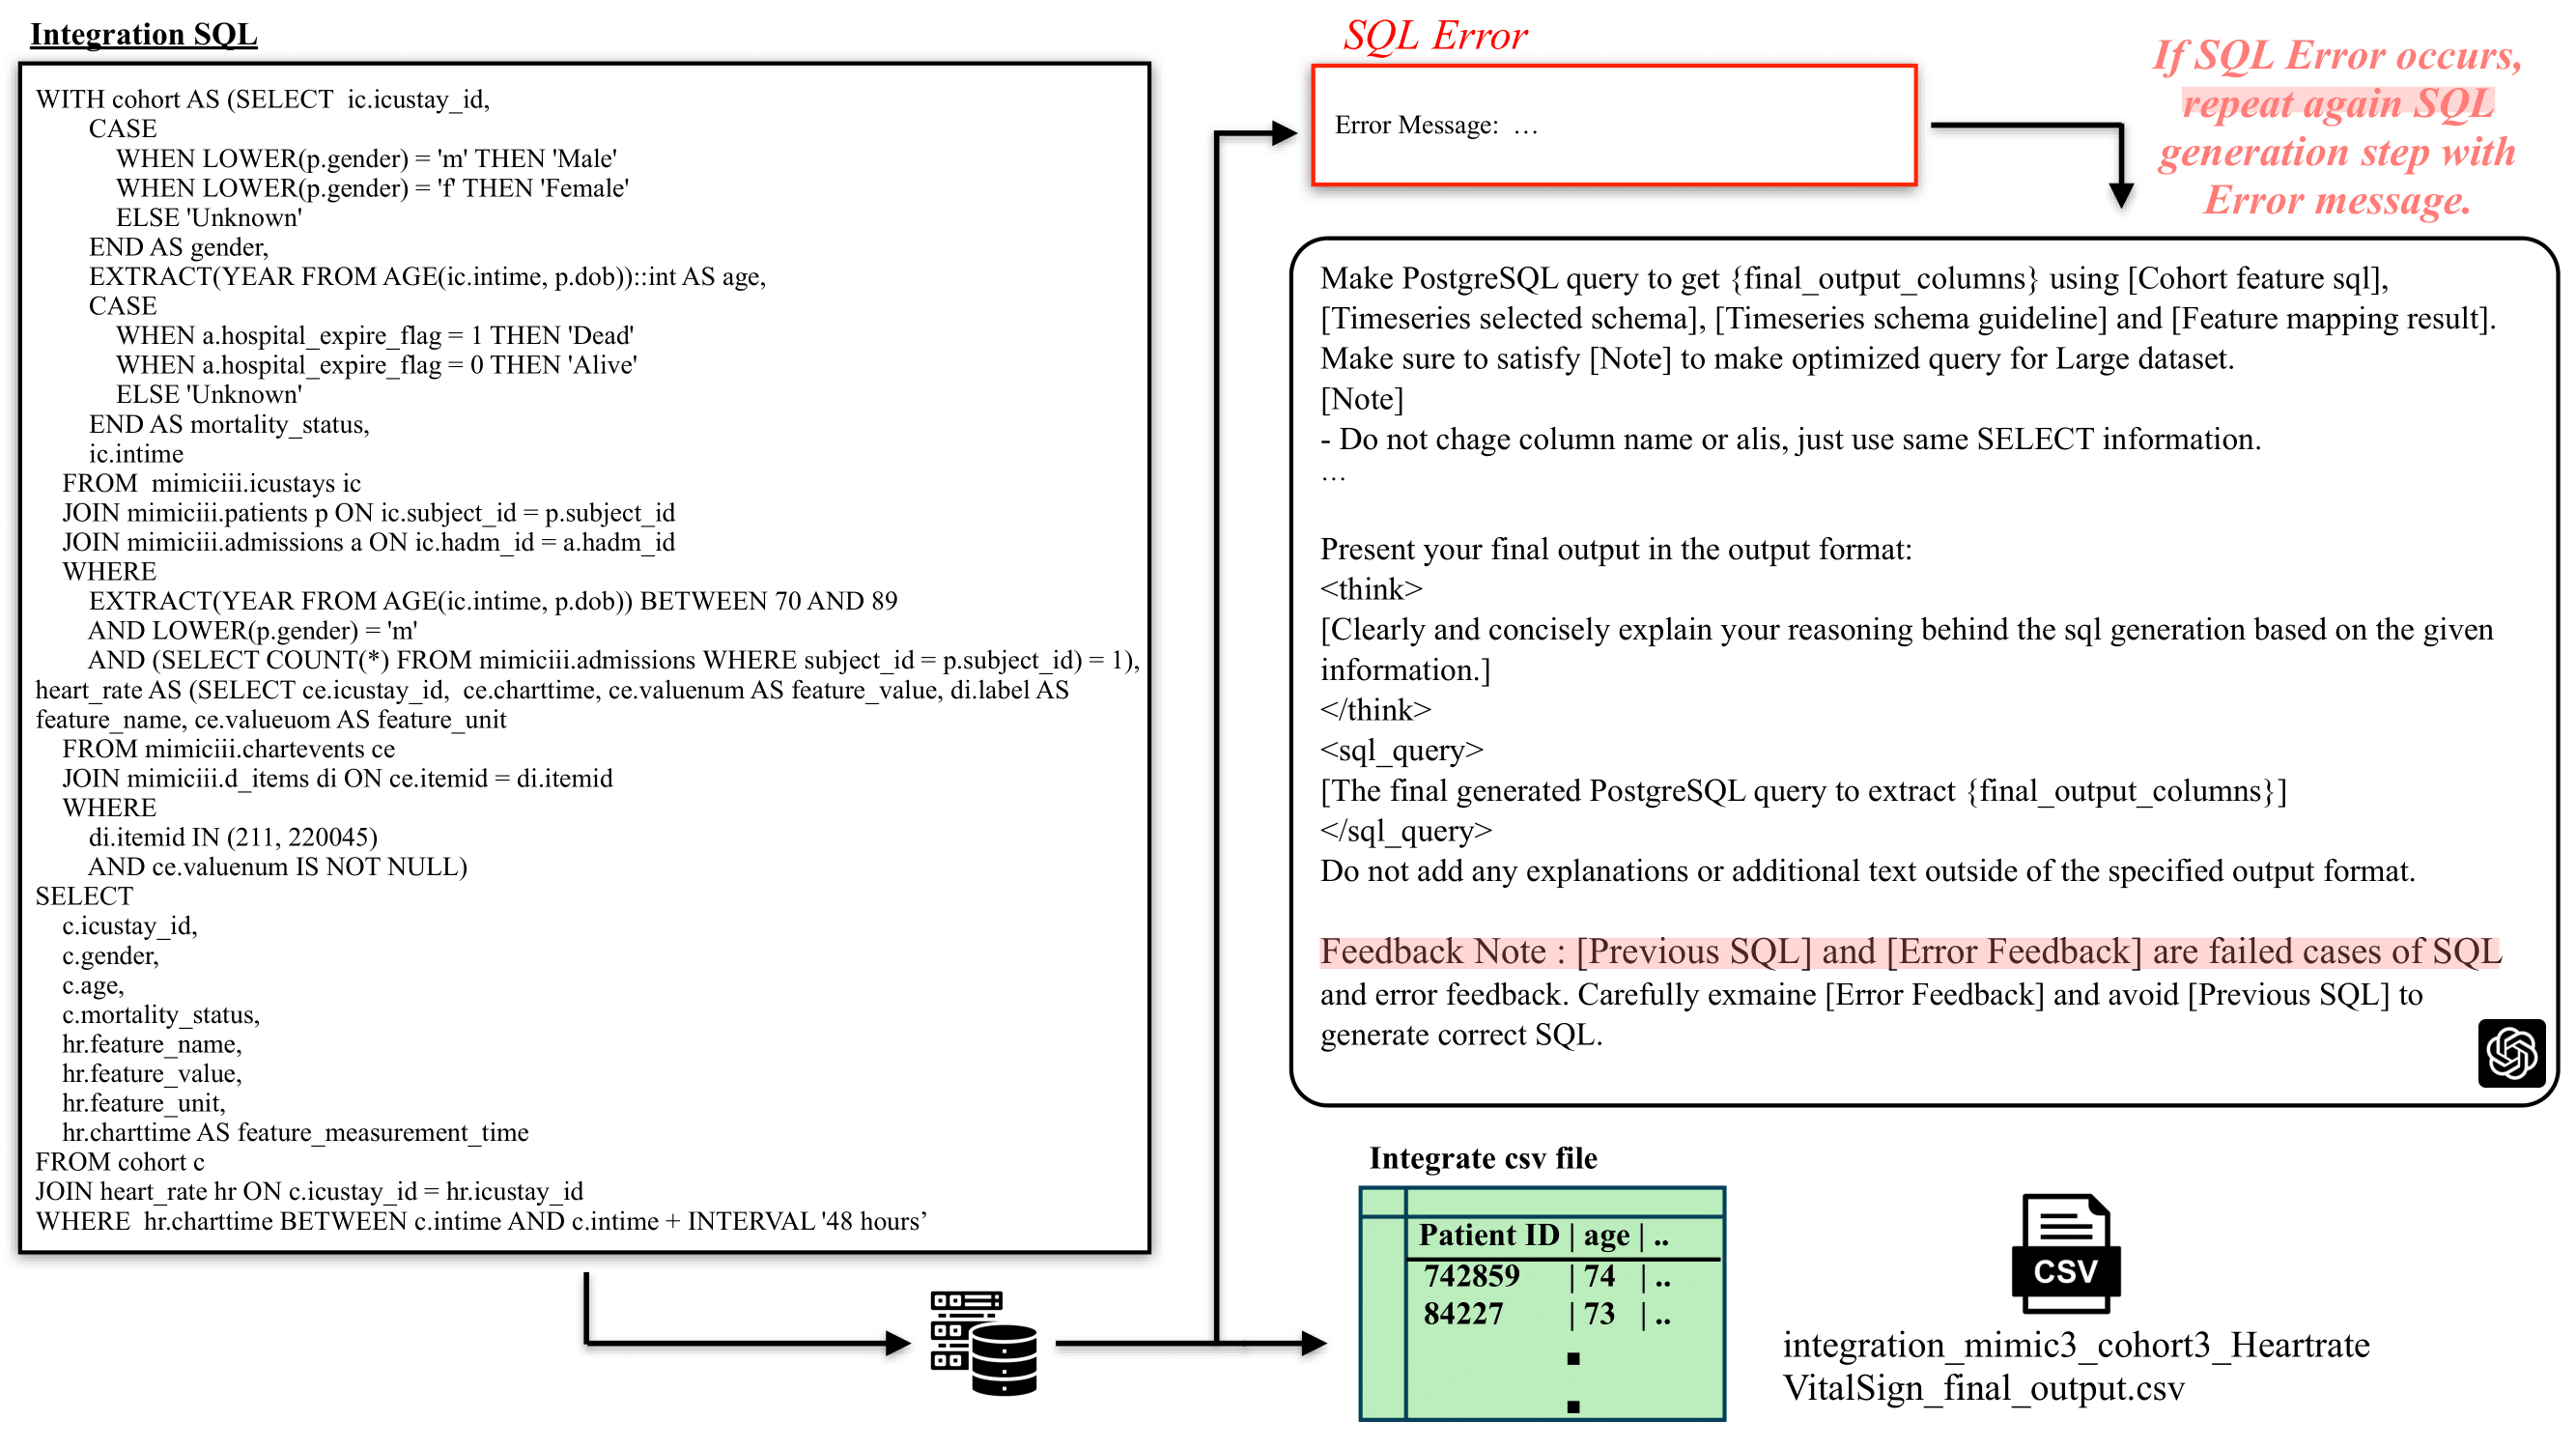 Integration SQL
WITH cohort AS (SELECT  ic.icustay_id,
CASE
WHEN LOWER(p.gender) = 'm' THEN 'Male'
WHEN LOWER(p.gender) = 'f' THEN 'Female'
ELSE 'Unknown'
END AS gender,
EXTRACT(YEAR FROM AGE(ic.intime, p.dob))::int AS age,
CASE
WHEN a.hospital_expire_flag = 1 THEN 'Dead'
WHEN a.hospital_expire_flag = 0 THEN 'Alive'
ELSE 'Unknown'
END AS mortality_status,
ic.intime
FROM  mimiciii.icustays ic
JOIN mimiciii.patients p ON ic.subject_id = p.subject_id
JOIN mimiciii.admissions a ON ic.hadm_id = a.hadm_id
WHERE
EXTRACT(YEAR FROM AGE(ic.intime, p.dob)) BETWEEN 70 AND 89
AND LOWER(p.gender) = 'm'
AND (SELECT COUNT(*) FROM mimiciii.admissions WHERE subject_id = p.subject_id) = 1),
heart_rate AS (SELECT ce.icustay_id,  ce.charttime, ce.valuenum AS feature_value, di.label AS
feature_name, ce.valueuom AS feature_unit
FROM mimiciii.chartevents ce
JOIN mimiciii.d_items di ON ce.itemid = di.itemid
WHERE
di.itemid IN (211, 220045)
AND ce.valuenum IS NOT NULL)
SELECT
c.icustay_id,
c.gender,
c.age,
c.mortality_status,
hr.feature_name,
hr.feature_value,
hr.feature_unit,
hr.charttime AS feature_measurement_time
FROM cohort c
JOIN heart_rate hr ON c.icustay_id = hr.icustay_id
WHERE  hr.charttime BETWEEN c.intime AND c.intime + INTERVAL '48 hours’
SQL Error
Error Message:  …
If SQL Error occurs,
repeat again SQL
generation step with
Error message.
Make PostgreSQL query to get {final_output_columns} using [Cohort feature sql],
[Timeseries selected schema], [Timeseries schema guideline] and [Feature mapping result].
Make sure to satisfy [Note] to make optimized query for Large dataset.
[Note]
- Do not chage column name or alis, just use same SELECT information.
…
Present your final output in the output format:
<think>
[Clearly and concisely explain your reasoning behind the sql generation based on the given
information.]
</think>
<sql_query>
[The final generated PostgreSQL query to extract {final_output_columns}]
</sql_query>
Do not add any explanations or additional text outside of the specified output format.
Feedback Note : [Previous SQL] and [Error Feedback] are failed cases of SQL
and error feedback. Carefully exmaine [Error Feedback] and avoid [Previous SQL] to
generate correct SQL.
Integrate csv file
Patient ID | age | ..
742859 | 74 | ..
84227 | 73 | ..
CSV
integration_mimic3_cohort3_Heartrate
VitalSign_final_output.csv